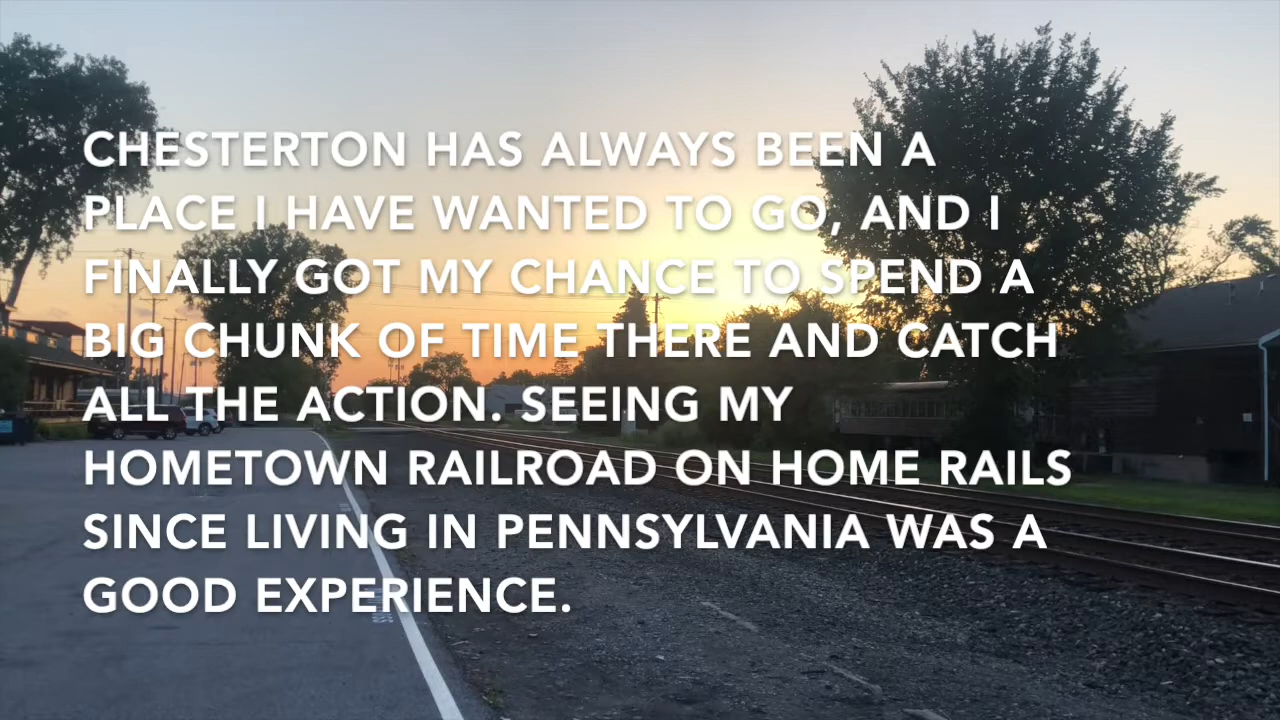 CHESTERTON HAS ALWAYS BEEN A
PLACE I HAVE WANTED TO GO, AND I
FINALLY GOT MY CHANCE TO SPEND A
BIG CHUNK OF TIME THERE AND CATCH
ALL THE ACTION. SEEING MY
HOMETOWN RAILROAD ON HOME RAILS
SINCE LIVING IN PENNSYLVANIA WAS A
GOOD EXPERIENCE.